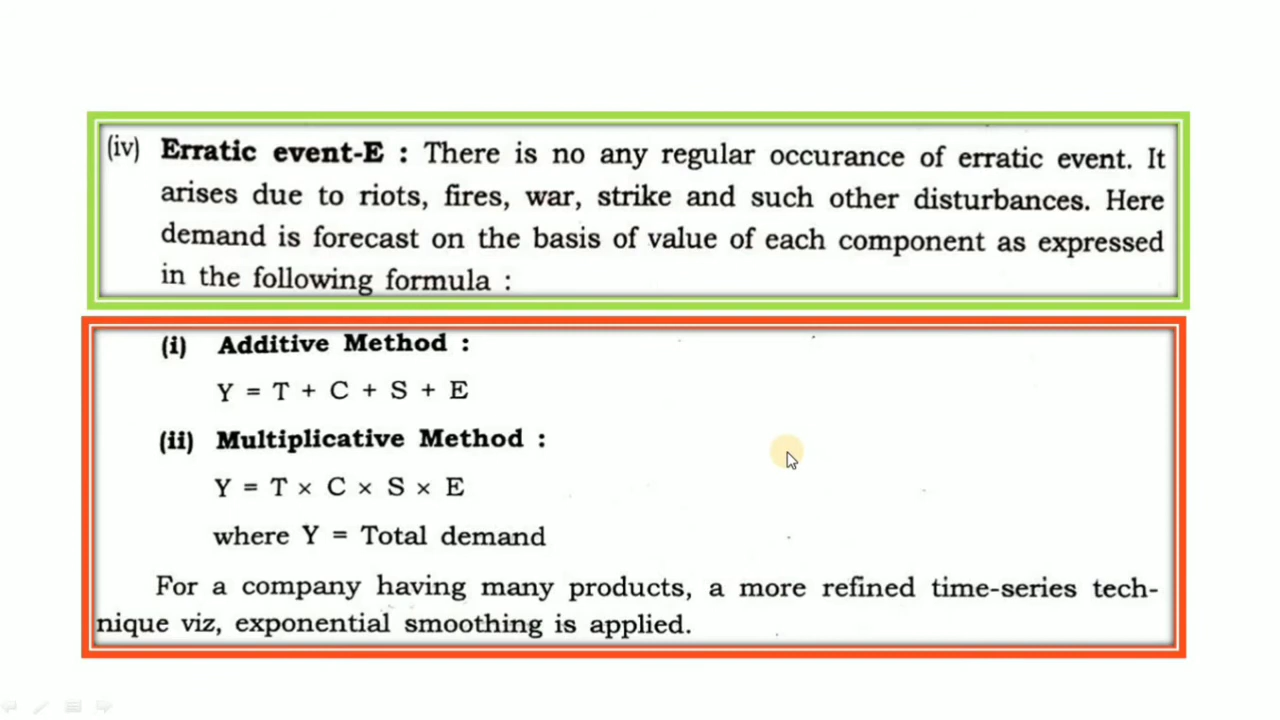 (iv) Erratic event-E : There is no any regular occurance of erratic event. It
arises due to riots, fires, war, strike and such other disturbances. Here
demand is forecast on the basis of value of each component as expressed
in the following formula :
(i) Additive Method :
Y = T + C + S + E
(ii) Multiplicative Method :
Y = T × C × S × E
where Y = Total demand
For a company having many products, a more refined time-series tech-
nique viz, exponential smoothing is applied.